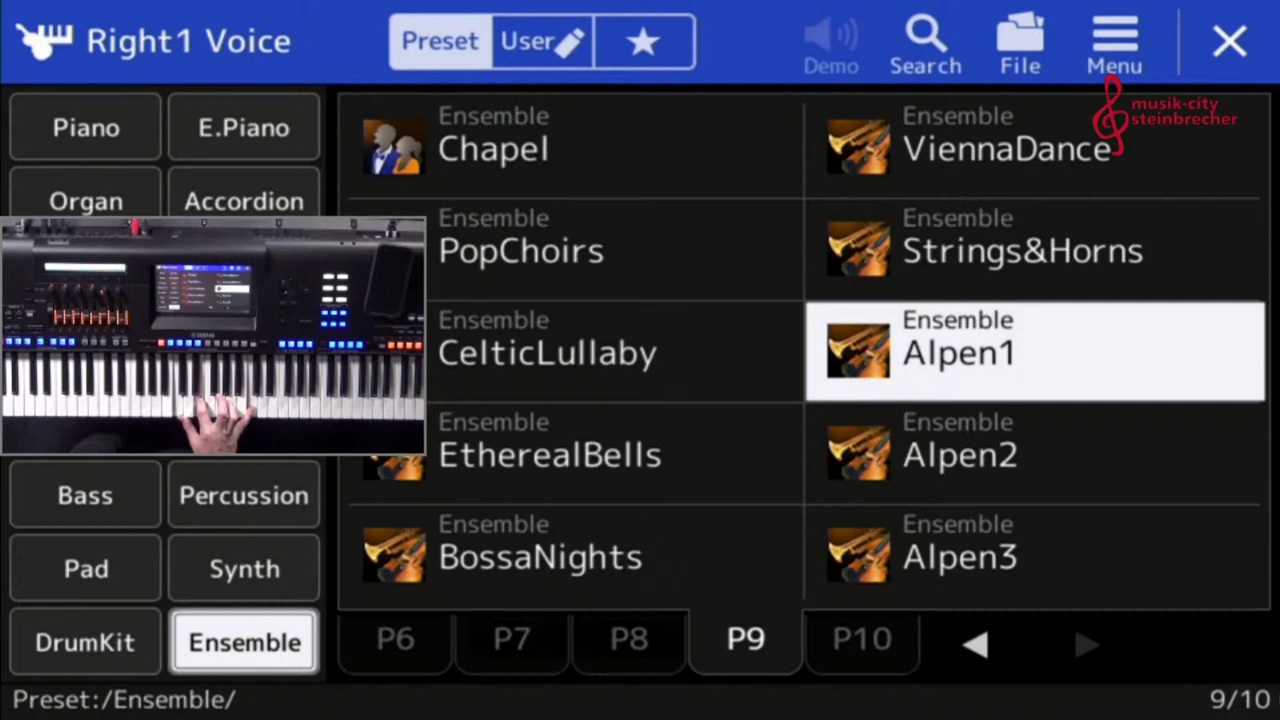 Right1 Voice
Preset
User
Demo
Search
File
Menu
musik-city
steinbrecher
Piano
E.Piano
Organ
Accordion
Bass
Percussion
Pad
Synth
DrumKit
Ensemble
Ensemble
Chapel
Ensemble
ViennaDance
Ensemble
PopChoirs
Ensemble
Strings&Horns
Ensemble
CelticLullaby
Ensemble
Alpen1
Ensemble
EtherealBells
Ensemble
Alpen2
Ensemble
BossaNights
Ensemble
Alpen3
P6
P7
P8
P9
P10
Preset:/Ensemble/
9/10